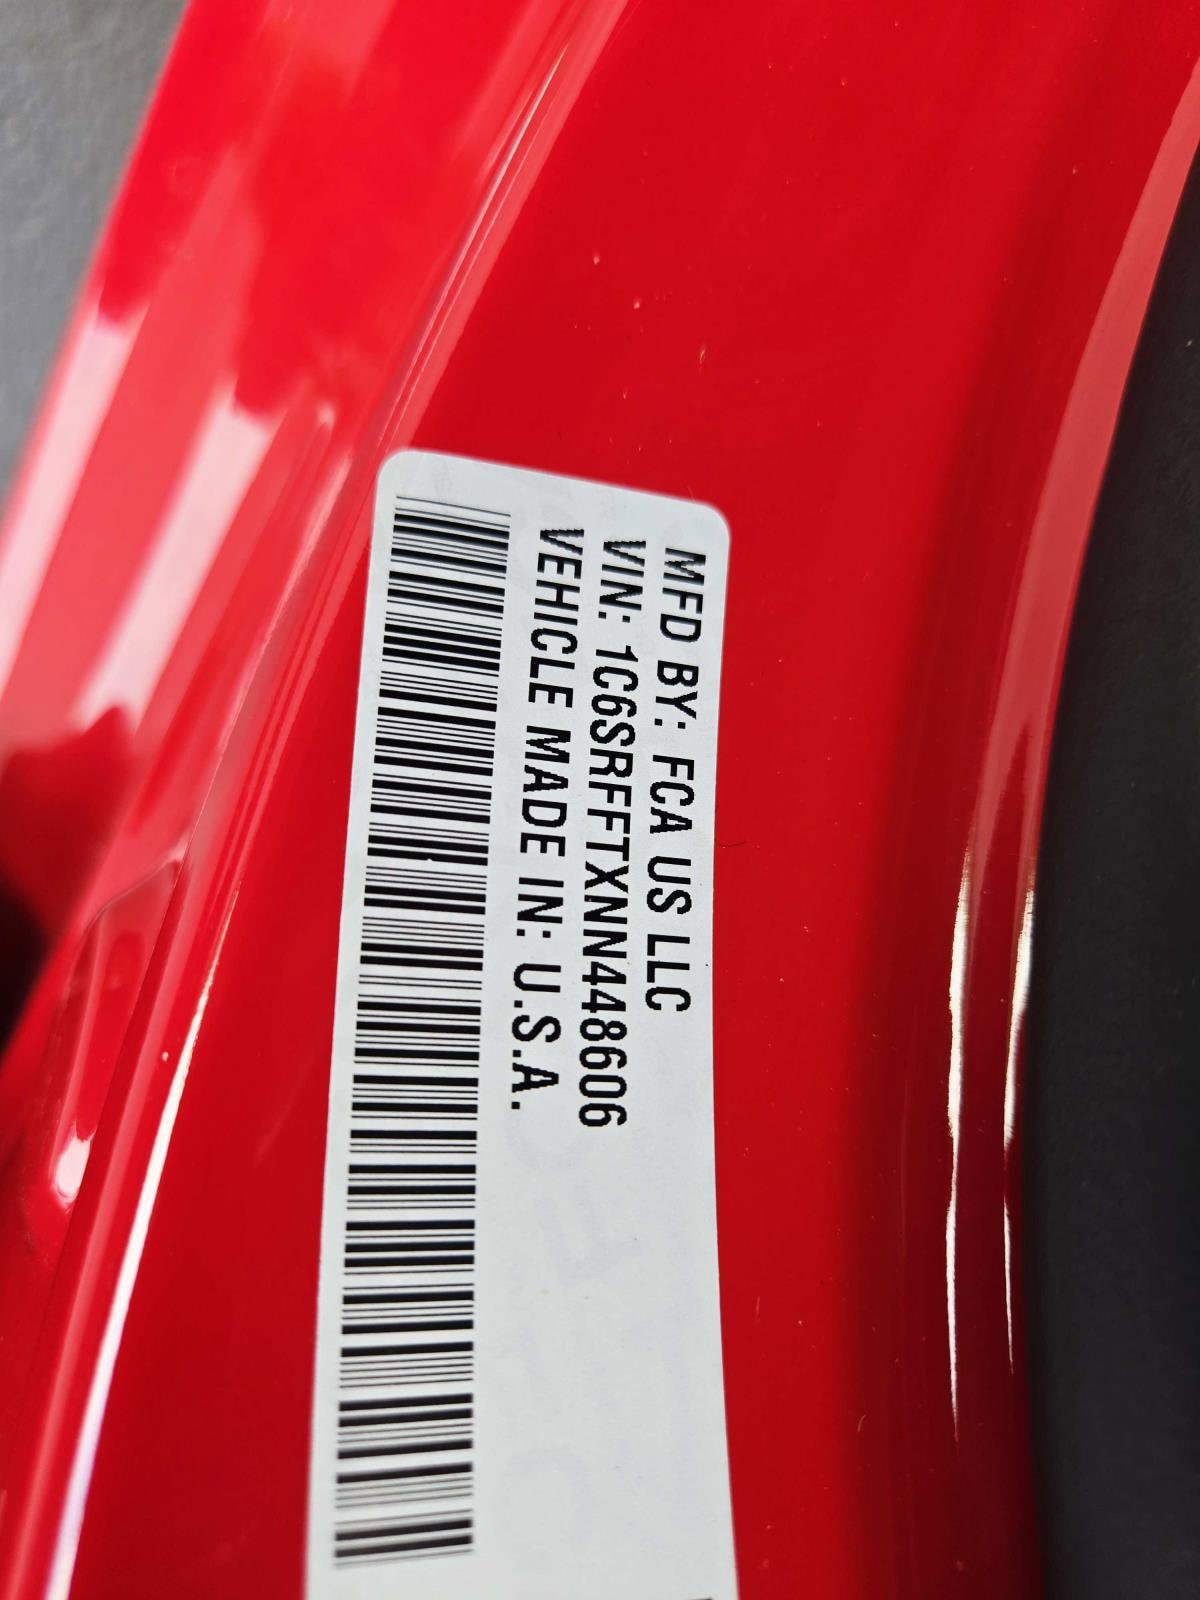 MFD BY: FCA US LLC
VIN: 1C6SRFFTXNN448606
VEHICLE MADE IN: U.S.A.